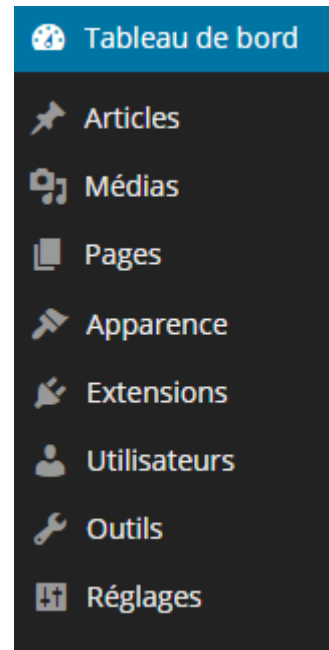 Tableau de bord
Articles
Médias
Pages
Apparence
Extensions
Utilisateurs
Outils
Réglages